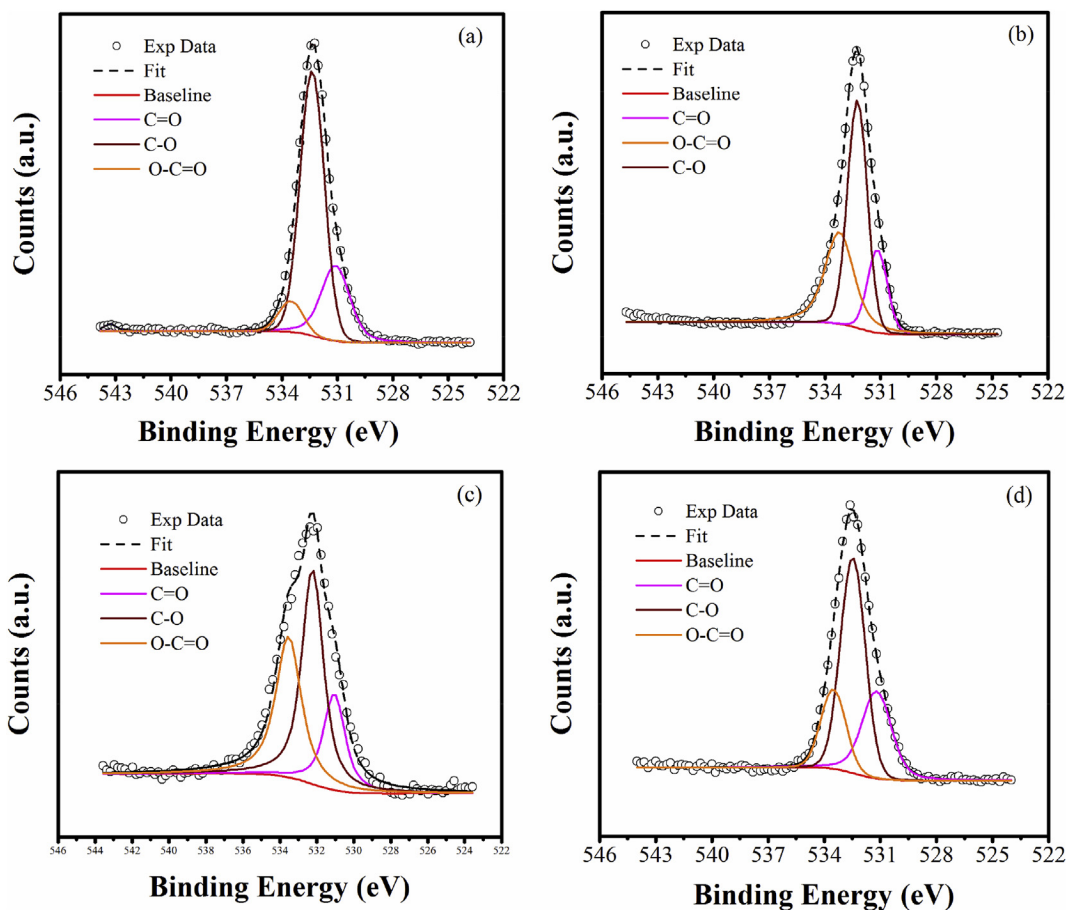 (a)
Exp Data
Fit
Baseline
C=O
C-O
O-C=O
Counts (a.u.)
546 543 540 537 534 531 528 525 522
Binding Energy (eV)
(b)
Exp Data
Fit
Baseline
C=O
O-C=O
C-O
Counts (a.u.)
546 543 540 537 534 531 528 525 522
Binding Energy (eV)
(c)
Exp Data
Fit
Baseline
C=O
C-O
O-C=O
Counts (a.u.)
546 544 542 540 538 536 534 532 530 528 526 524 522
Binding Energy (eV)
(d)
Exp Data
Fit
Baseline
C=O
C-O
O-C=O
Counts (a.u.)
546 543 540 537 534 531 528 525 522
Binding Energy (eV)